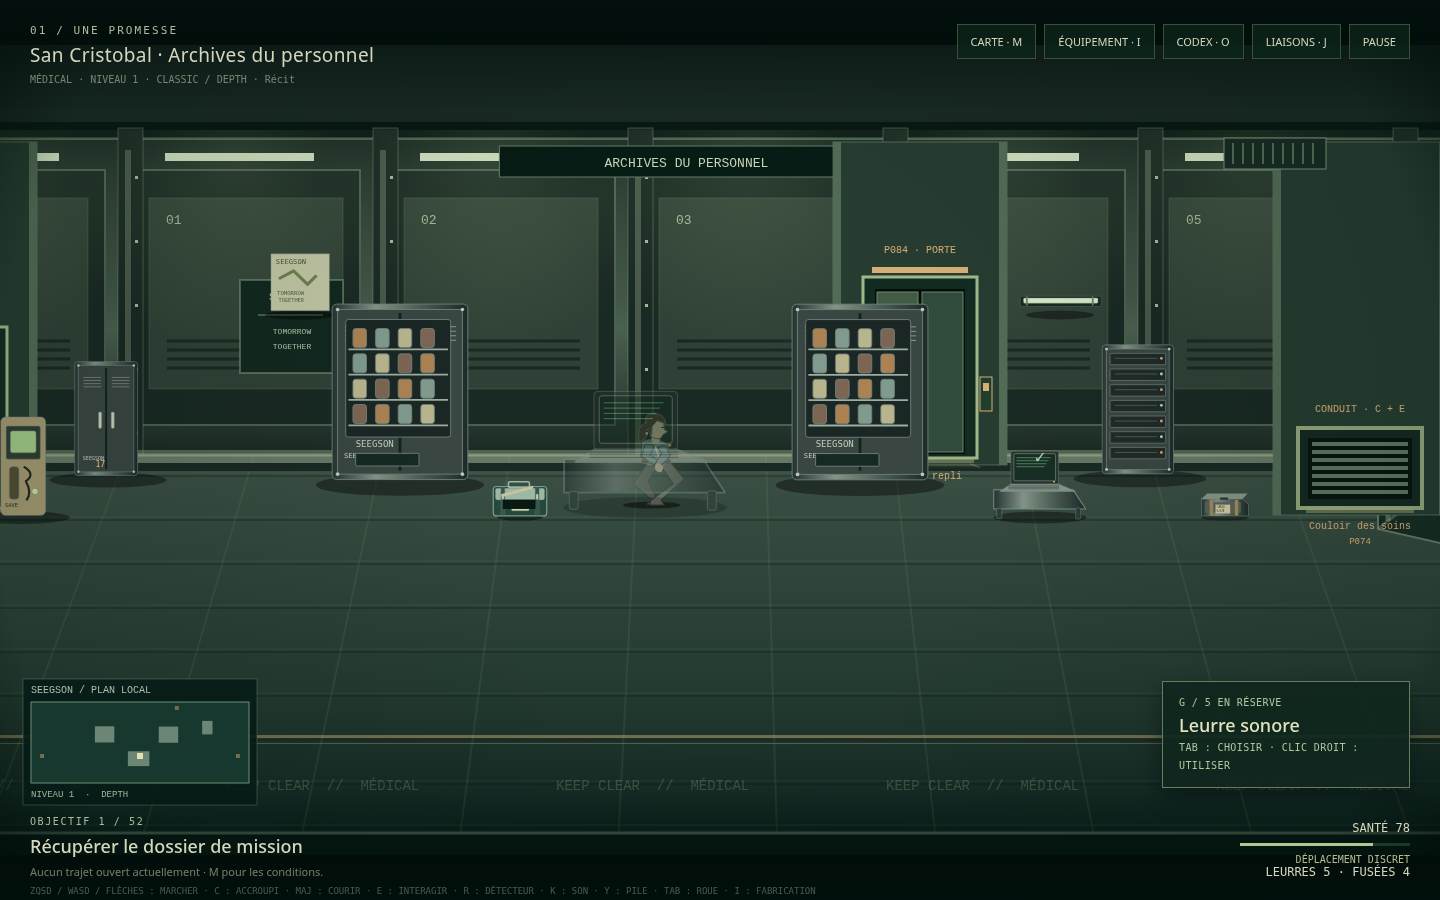 01 / UNE PROMESSE
San Cristobal · Archives du personnel
MÉDICAL · NIVEAU 1 · CLASSIC / DEPTH · Récit
CARTE · M
ÉQUIPEMENT · I
CODEX · O
LIAISONS · J
PAUSE
ARCHIVES DU PERSONNEL
01
02
03
05
P084 · PORTE
SEEGSON
TOMORROW
TOGETHER
TOMORROW
TOGETHER
SEEGSON
17
SAVE
SEEGSON
SEEGSON
repli
CONDUIT · C + E
Couloir des soins
P074
SEEGSON / PLAN LOCAL
NIVEAU 1 · DEPTH
CLEAR // MÉDICAL
KEEP CLEAR // MÉDICAL
KEEP CLEAR // MÉDICAL
G / 5 EN RÉSERVE
Leurre sonore
TAB : CHOISIR · CLIC DROIT :
UTILISER
OBJECTIF 1 / 52
Récupérer le dossier de mission
Aucun trajet ouvert actuellement · M pour les conditions.
ZQSD / WASD / FLÈCHES : MARCHER · C : ACCROUPI · MAJ : COURIR · E : INTERAGIR · R : DÉTECTEUR · K : SON · Y : PILE · TAB : ROUE · I : FABRICATION
SANTÉ 78
DÉPLACEMENT DISCRET
LEURRES 5 · FUSÉES 4